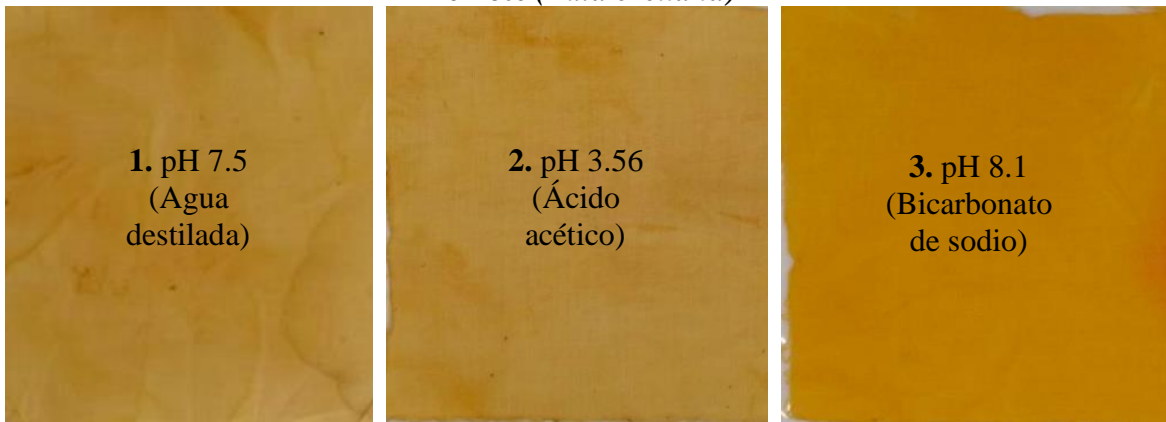 1. pH 7.5
(Agua
destilada)
2. pH 3.56
(Ácido
acético)
3. pH 8.1
(Bicarbonato
de sodio)